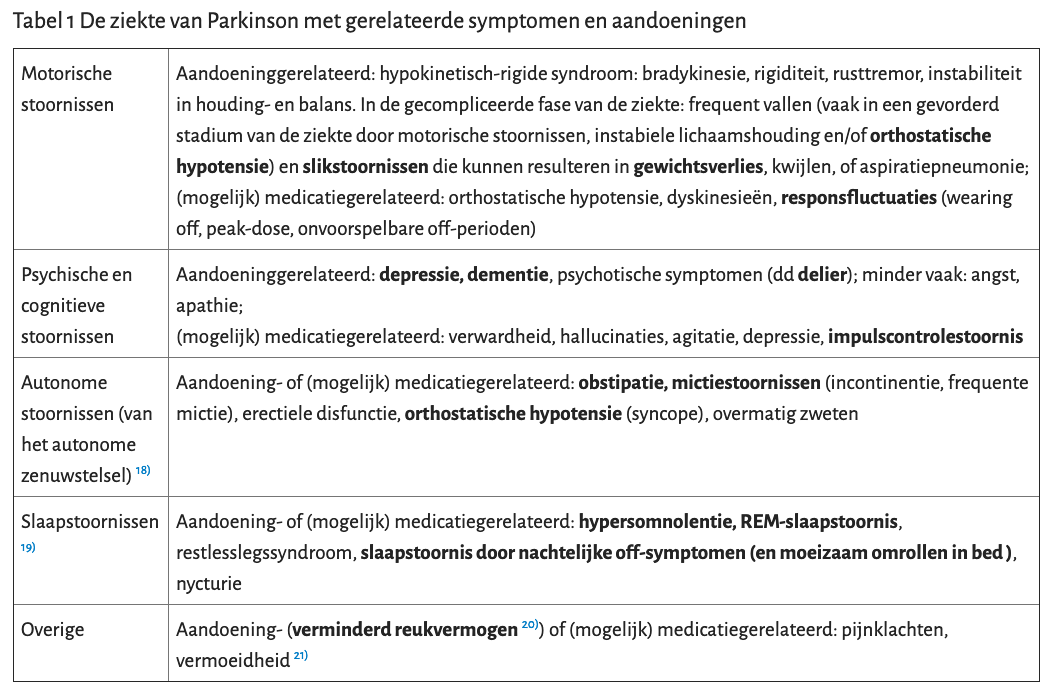 Tabel 1 De ziekte van Parkinson met gerelateerde symptomen en aandoeningen
Motorische
stoornissen
Aandoeninggerelateerd: hypokinetisch-rigide syndroom: bradykinesie, rigiditeit, rusttremor, instabiliteit
in houding- en balans. In de gecompliceerde fase van de ziekte: frequent vallen (vaak in een gevorderd
stadium van de ziekte door motorische stoornissen, instabiele lichaamshouding en/of orthostatische
hypotensie) en slikstoornissen die kunnen resulteren in gewichtsverlies, kwijlen, of aspiratiepneumonie;
(mogelijk) medicatiegerelateerd: orthostatische hypotensie, dyskinesieën, responsfluctuaties (wearing
off, peak-dose, onvoorspelbare off-perioden)
Psychische en
cognitieve
stoornissen
Aandoeninggerelateerd: depressie, dementie, psychotische symptomen (dd delier); minder vaak: angst,
apathie;
(mogelijk) medicatiegerelateerd: verwardheid, hallucinaties, agitatie, depressie, impulscontrolestoornis
Autonome
stoornissen (van
het autonome
zenuwstelsel) 18)
Aandoening- of (mogelijk) medicatiegerelateerd: obstipatie, mictiestoornissen (incontinentie, frequente
mictie), erectiele disfunctie, orthostatische hypotensie (syncope), overmatig zweten
Slaapstoornissen
19)
Aandoening- of (mogelijk) medicatiegerelateerd: hypersomnolentie, REM-slaapstoornis,
restlesslegssyndroom, slaapstoornis door nachtelijke off-symptomen (en moeizaam omrollen in bed ),
nycturie
Overige
Aandoening- (verminderd reukvermogen 20)) of (mogelijk) medicatiegerelateerd: pijnklachten,
vermoeidheid 21)